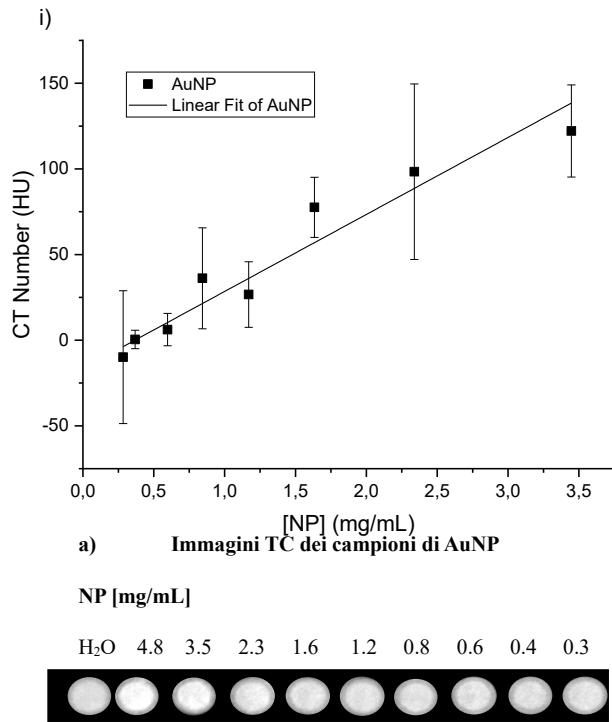 i)
150
100
50
0
-50
CT Number (HU)
AuNP
Linear Fit of AuNP
0,0 0,5 1,0 1,5 2,0 2,5 3,0 3,5
[NP] (mg/mL)
a) Immagini TC dei campioni di AuNP
NP [mg/mL]
H₂O 4.8 3.5 2.3 1.6 1.2 0.8 0.6 0.4 0.3